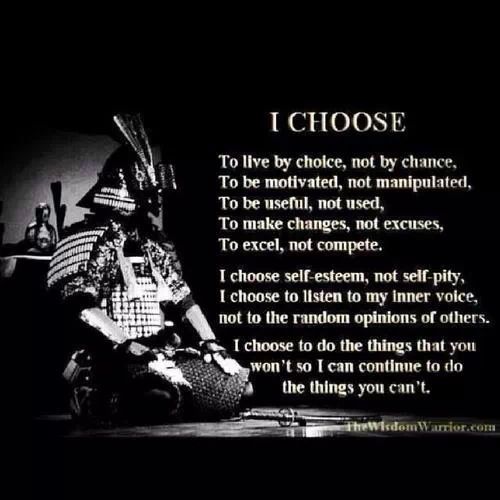 I CHOOSE
To live by choice, not by chance,
To be motivated, not manipulated,
To be useful, not used,
To make changes, not excuses,
To excel, not compete.
I choose self-esteem, not self-pity,
I choose to listen to my inner voice,
not to the random opinions of others.
I choose to do the things that you
won't so I can continue to do
the things you can't.
TheWisdomWarrior.com